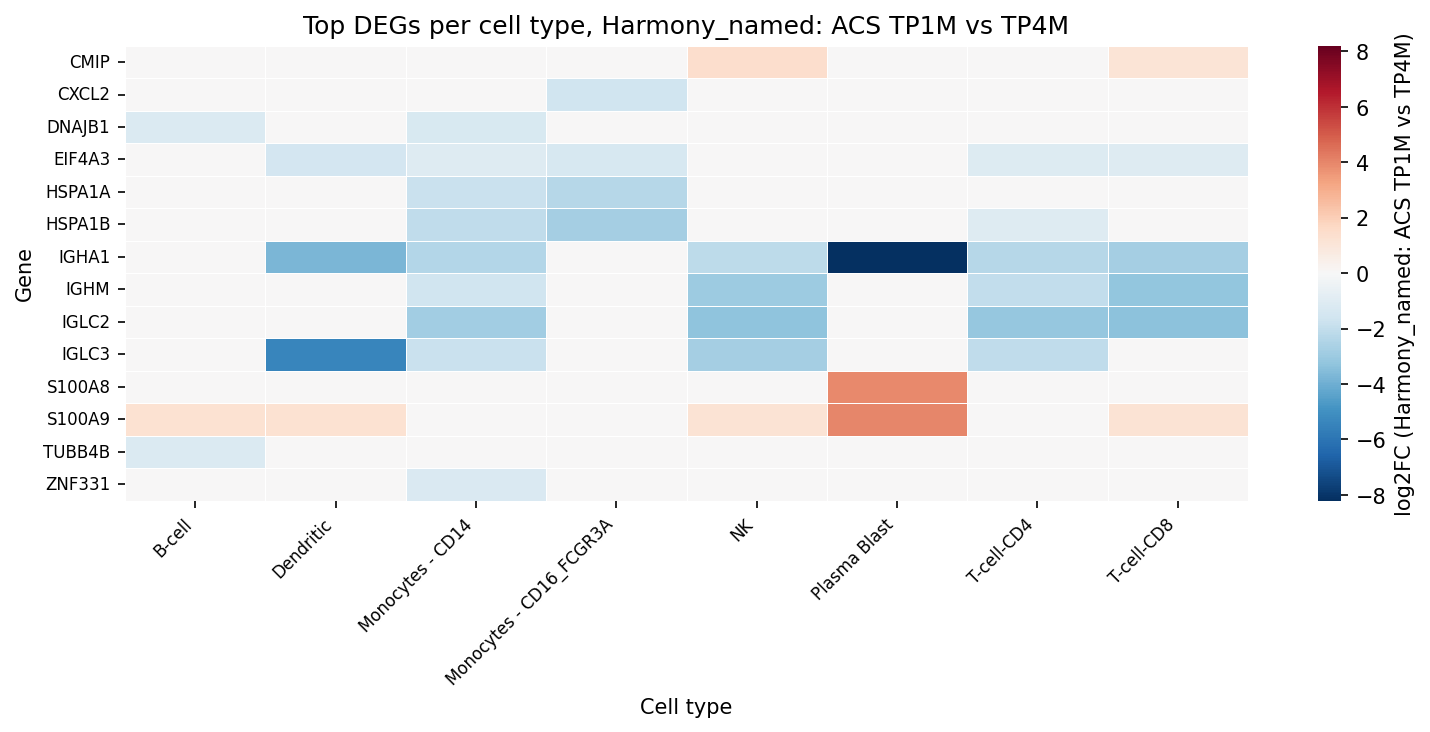 Top DEGs per cell type, Harmony_named: ACS TP1M vs TP4M
Gene
CMIP
CXCL2
DNAJB1
EIF4A3
HSPA1A
HSPA1B
IGHA1
IGHM
IGLC2
IGLC3
S100A8
S100A9
TUBB4B
ZNF331
B-cell
Dendritic
Monocytes - CD14
Monocytes - CD16_FCGR3A
NK
Plasma Blast
T-cell-CD4
T-cell-CD8
Cell type
8
6
4
2
0
−2
−4
−6
−8
log2FC (Harmony_named: ACS TP1M vs TP4M)